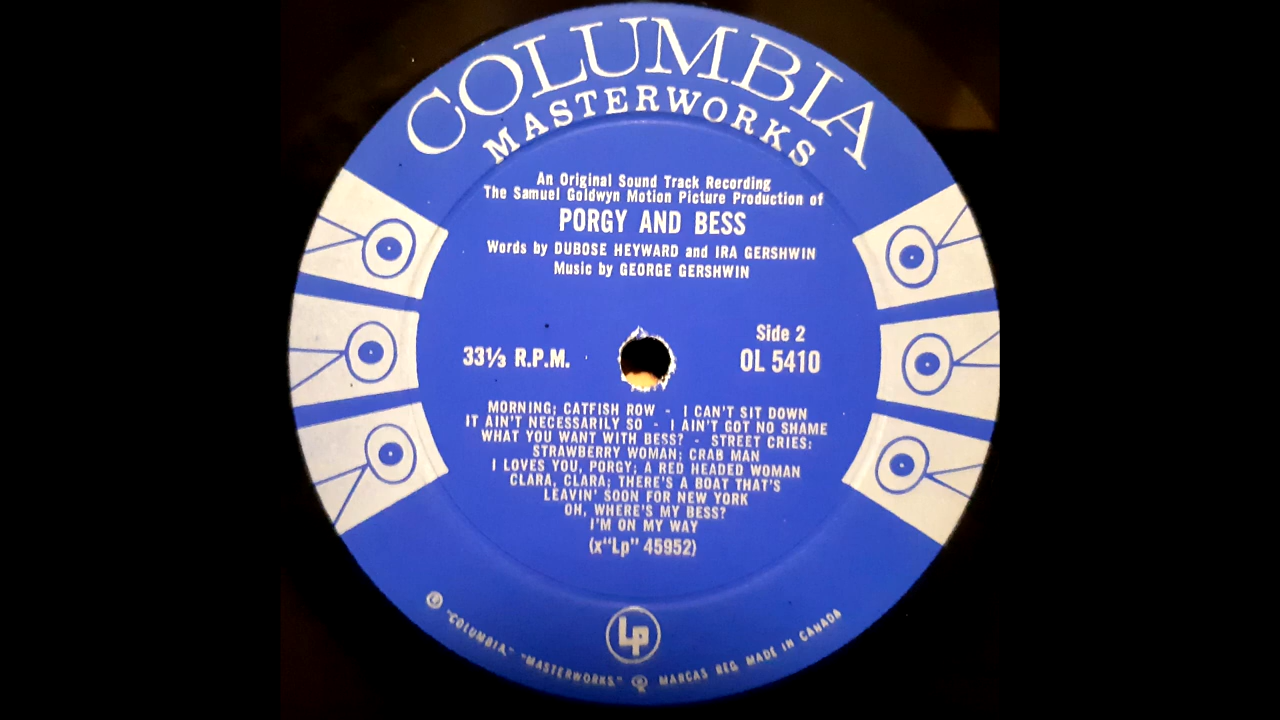 COLUMBIA
MASTERWORKS
An Original Sound Track Recording
The Samuel Goldwyn Motion Picture Production of
PORGY AND BESS
Words by DUBOSE HEYWARD and IRA GERSHWIN
Music by GEORGE GERSHWIN
Side 2
33⅓ R.P.M.
OL 5410
MORNING; CATFISH ROW - I CAN'T SIT DOWN
IT AIN'T NECESSARILY SO - I AIN'T GOT NO SHAME
WHAT YOU WANT WITH BESS? - STREET CRIES:
STRAWBERRY WOMAN; CRAB MAN
I LOVES YOU, PORGY; A RED HEADED WOMAN
CLARA, CLARA; THERE'S A BOAT THAT'S
LEAVIN' SOON FOR NEW YORK
OH, WHERE'S MY BESS?
I'M ON MY WAY
(x"Lp" 45952)
Lp
"COLUMBIA," "MASTERWORKS," MARCAS REG. MADE IN CANADA